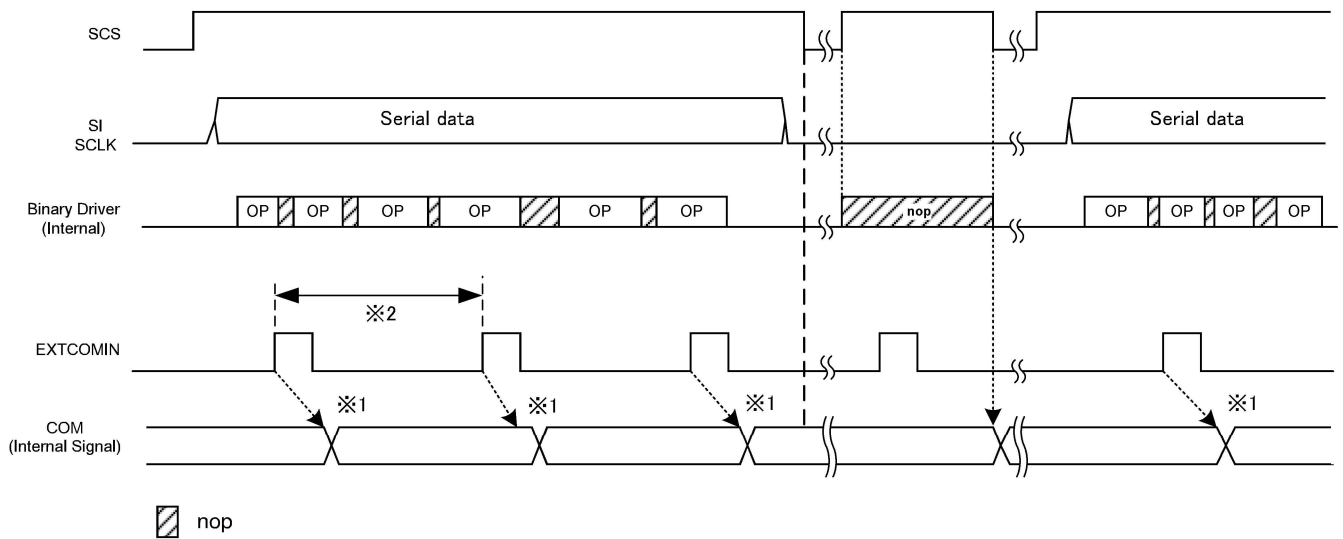 SCS
SI
SCLK
Serial data
Serial data
Binary Driver
(Internal)
OP OP OP OP OP OP nop OP OP OP OP
※2
EXTCOMIN
※1 ※1 ※1 ※1
COM
(Internal Signal)
nop